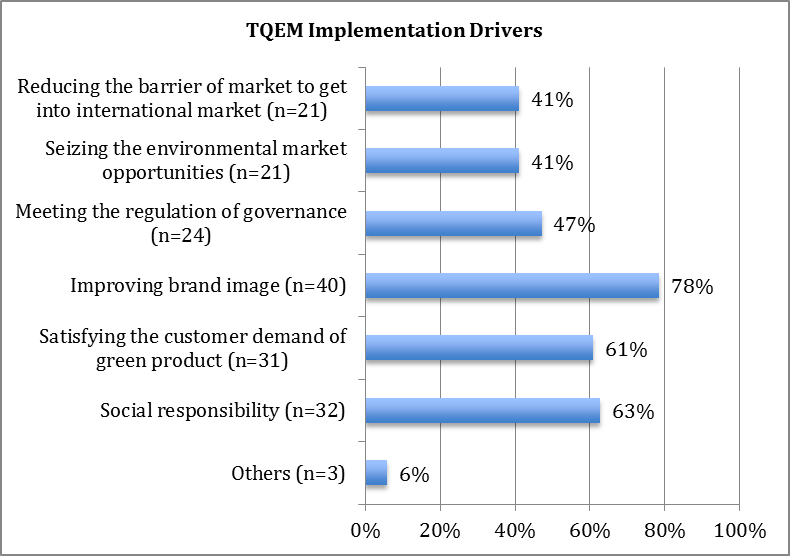 TQEM Implementation Drivers
Reducing the barrier of market to get
into international market (n=21)
41%
Seizing the environmental market
opportunities (n=21)
41%
Meeting the regulation of governance
(n=24)
47%
Improving brand image (n=40)
78%
Satisfying the customer demand of
green product (n=31)
61%
Social responsibility (n=32)
63%
Others (n=3)
6%
0% 20% 40% 60% 80% 100%